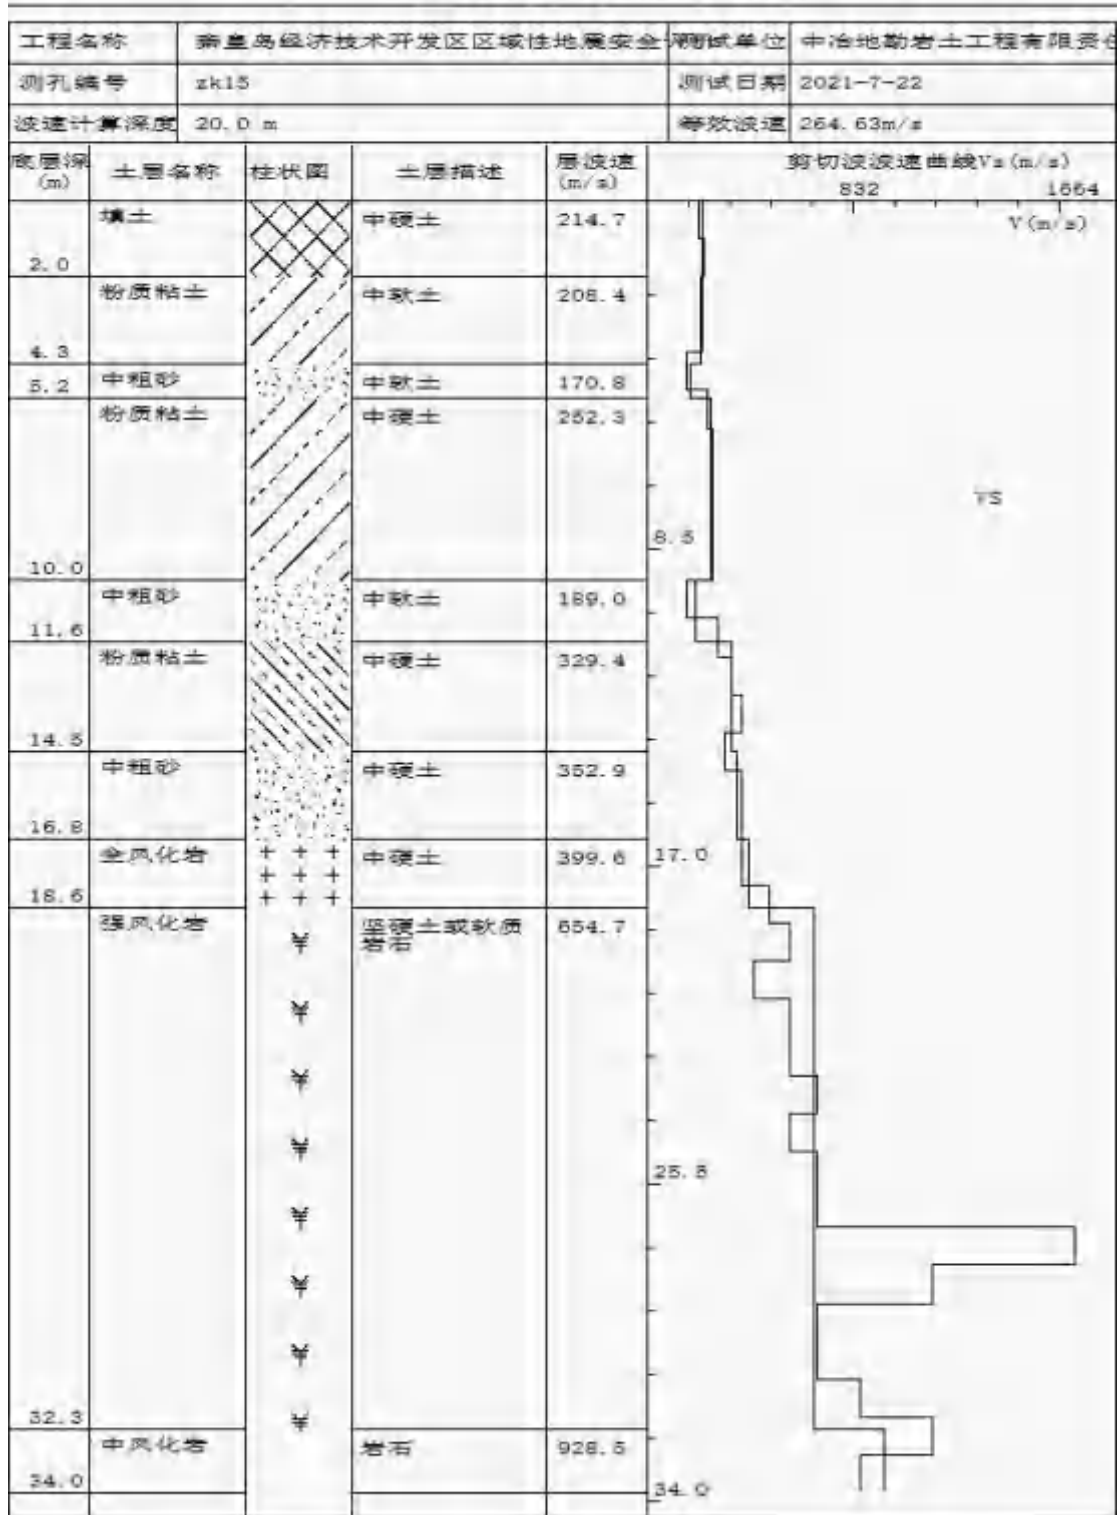 工程名称 秦皇岛经济技术开发区区域性地震安全 测试单位 中冶地勘岩土工程有限责任
测孔编号 zk15 测试日期 2021-7-22
波速计算深度 20.0 m 等效波速 264.63m/s
底层深(m) 土层名称 柱状图 土层描述 层波速(m/s) 剪切波波速曲线Vs(m/s)
832 1664
V(m/s)
填土 中硬土 214.7
2.0
粉质粘土 中软土 208.4
4.3
中粗砂 中软土 170.8
5.2
粉质粘土 中硬土 252.3
VS
8.5
10.0
中粗砂 中软土 189.0
11.6
粉质粘土 中硬土 329.4
14.5
中粗砂 中硬土 352.9
16.8
全风化岩 中硬土 399.6 17.0
18.6
强风化岩 坚硬土或软质 654.7
岩石
25.5
32.3
中风化岩 岩石 928.5
34.0
34.0